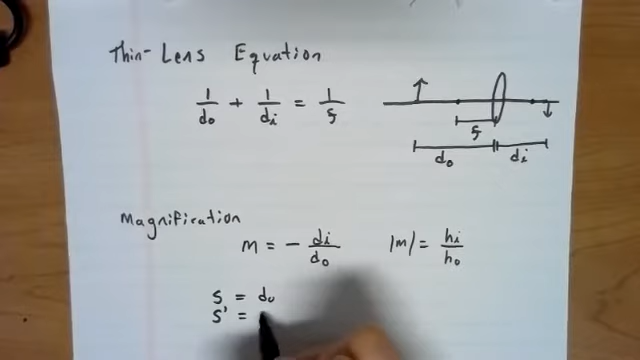 Thin-Lens Equation
1/do + 1/di = 1/f
f
do di
Magnification
m = - di/do |m| = hi/ho
s = do
s' =